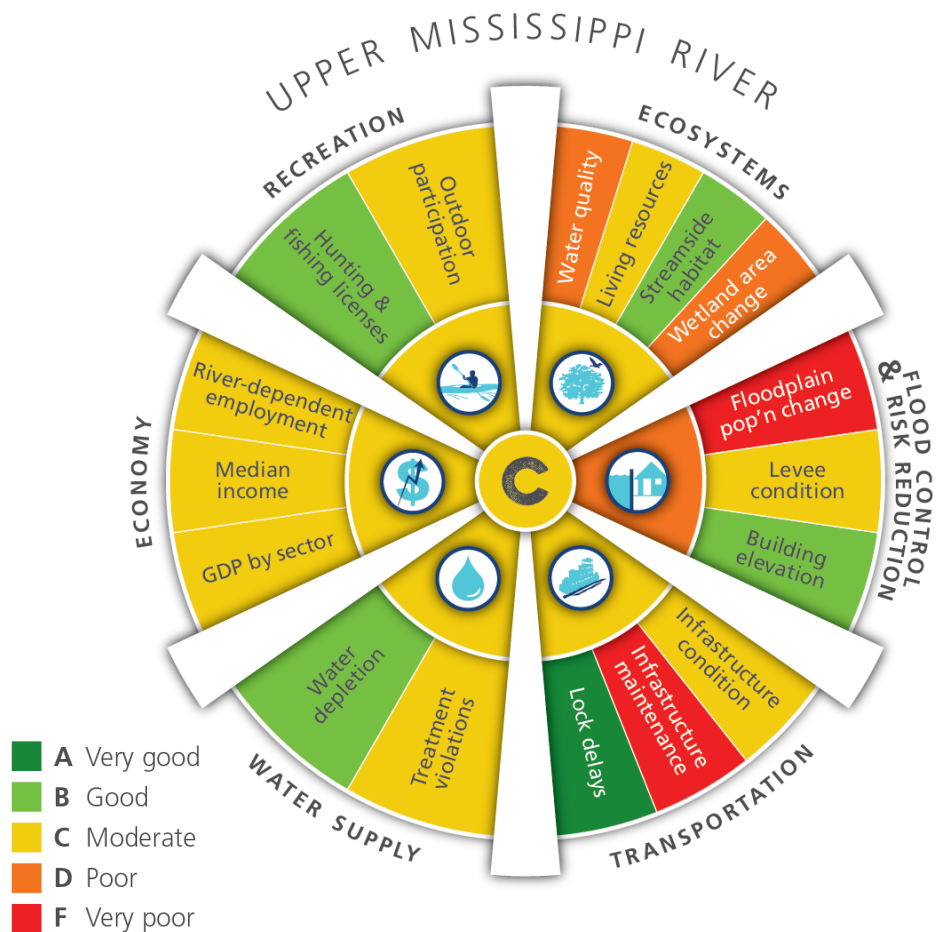 UPPER MISSISSIPPI RIVER
RECREATION
Outdoor
participation
Hunting &
fishing licenses
ECOSYSTEMS
Water quality
Living resources
Streamside
habitat
Wetland area
change
FLOOD CONTROL
& RISK REDUCTION
Floodplain
pop'n change
Levee
condition
Building
elevation
TRANSPORTATION
Infrastructure
condition
Infrastructure
maintenance
Lock delays
WATER SUPPLY
Treatment
violations
Water
depletion
ECONOMY
River-dependent
employment
Median
income
GDP by sector
$
C
A Very good
B Good
C Moderate
D Poor
F Very poor